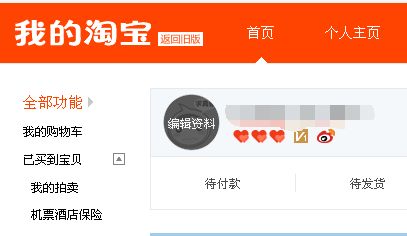 我的淘宝 返回旧版 首页 个人主页
全部功能
我的购物车
已买到宝贝
我的拍卖
机票酒店保险
编辑资料
待付款 待发货